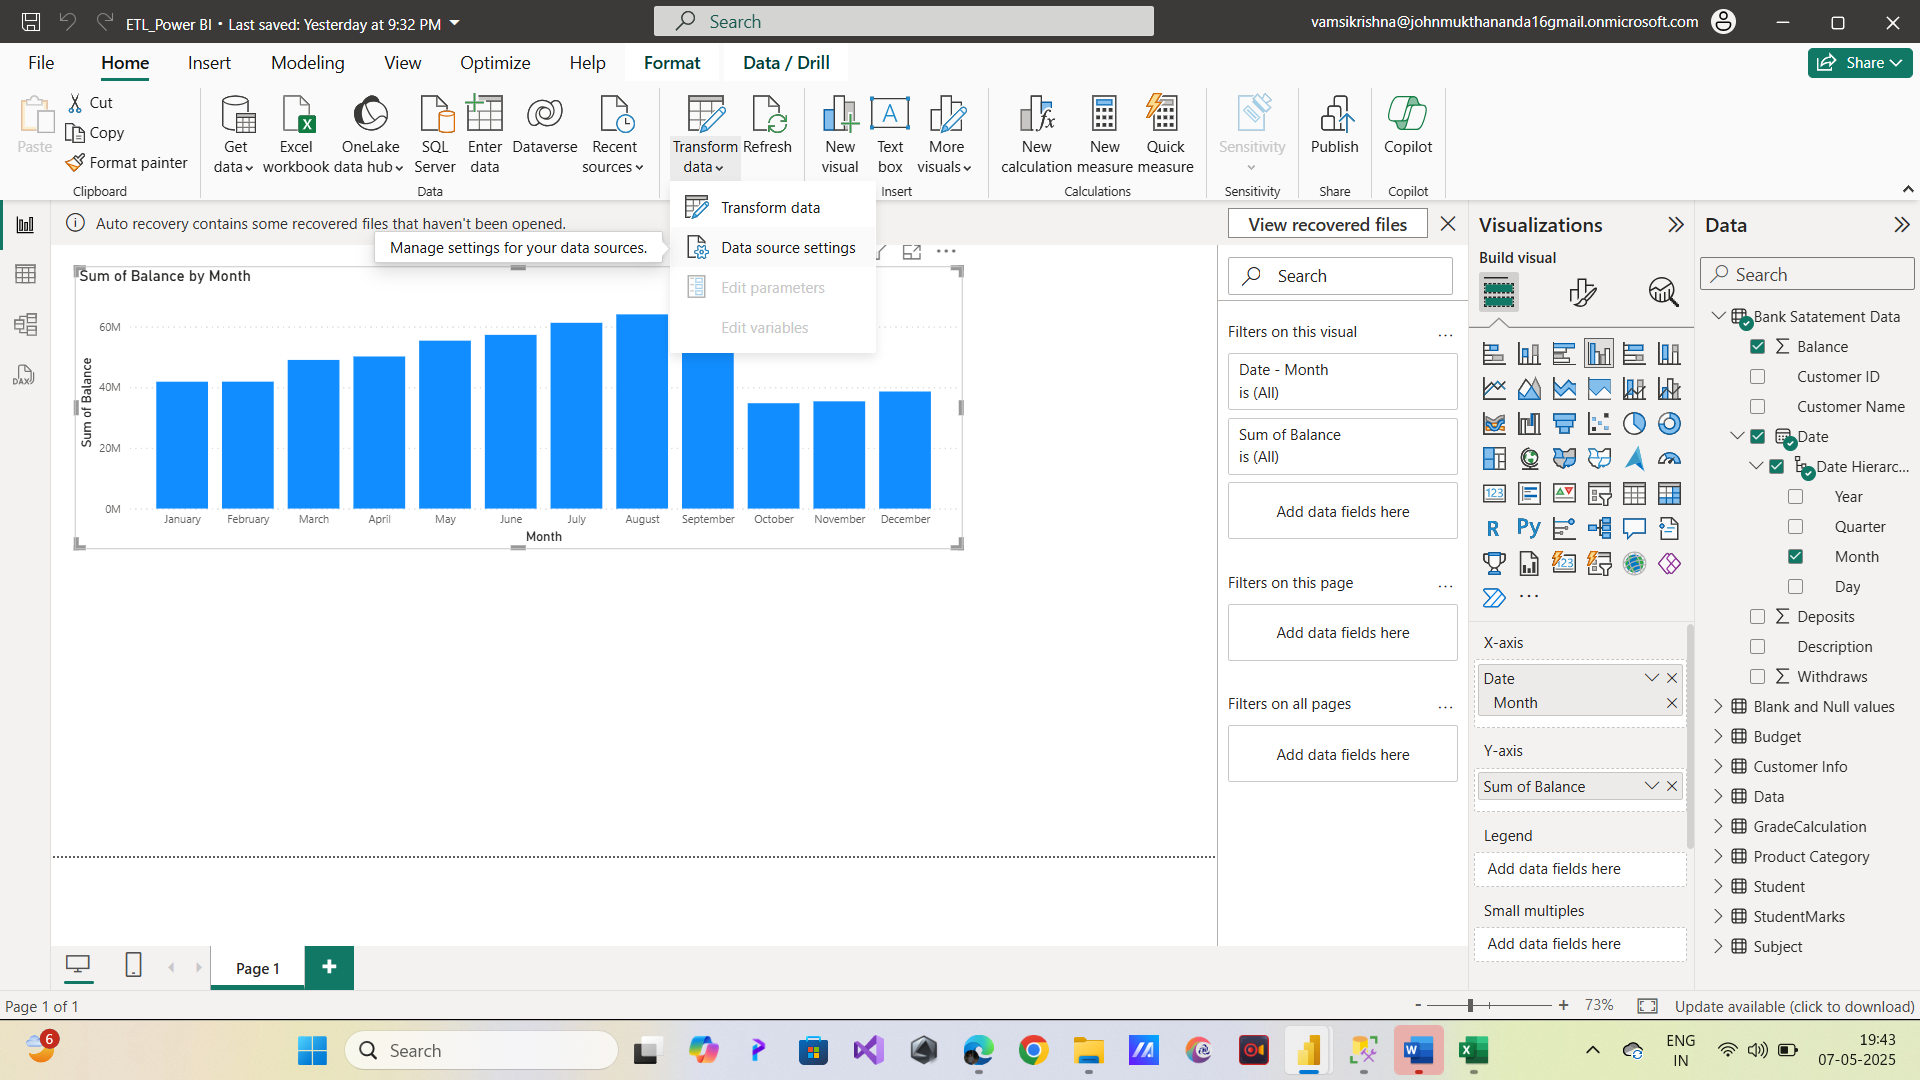 ETL_Power BI • Last saved: Yesterday at 9:32 PM
Search
vamsikrishna@johnmukthananda16gmail.onmicrosoft.com
File
Home
Insert
Modeling
View
Optimize
Help
Format
Data / Drill
Share
Paste
Cut
Copy
Format painter
Clipboard
Get data
Excel workbook
OneLake data hub
SQL Server
Enter data
Dataverse
Recent sources
Data
Transform data
Refresh
New visual
Text box
More visuals
Insert
New calculation
New measure
Quick measure
Calculations
Sensitivity
Sensitivity
Publish
Share
Copilot
Copilot
Transform data
Data source settings
Edit parameters
Edit variables
Manage settings for your data sources.
Auto recovery contains some recovered files that haven't been opened.
View recovered files
Sum of Balance by Month
Sum of Balance
60M
40M
20M
0M
January
February
March
April
May
June
July
August
September
October
November
December
Month
Search
Filters on this visual
Date - Month
is (All)
Sum of Balance
is (All)
Add data fields here
Filters on this page
Add data fields here
Filters on all pages
Add data fields here
Visualizations
Build visual
123
R
Py
123
X-axis
Date
Month
Y-axis
Sum of Balance
Legend
Add data fields here
Small multiples
Add data fields here
Data
Search
Bank Satatement Data
Balance
Customer ID
Customer Name
Date
Date Hierarc...
Year
Quarter
Month
Day
Deposits
Description
Withdraws
Blank and Null values
Budget
Customer Info
Data
GradeCalculation
Product Category
Student
StudentMarks
Subject
DAX
Page 1
Page 1 of 1
- + 73%
Update available (click to download)
6
Search
ENG
IN
19:43
07-05-2025